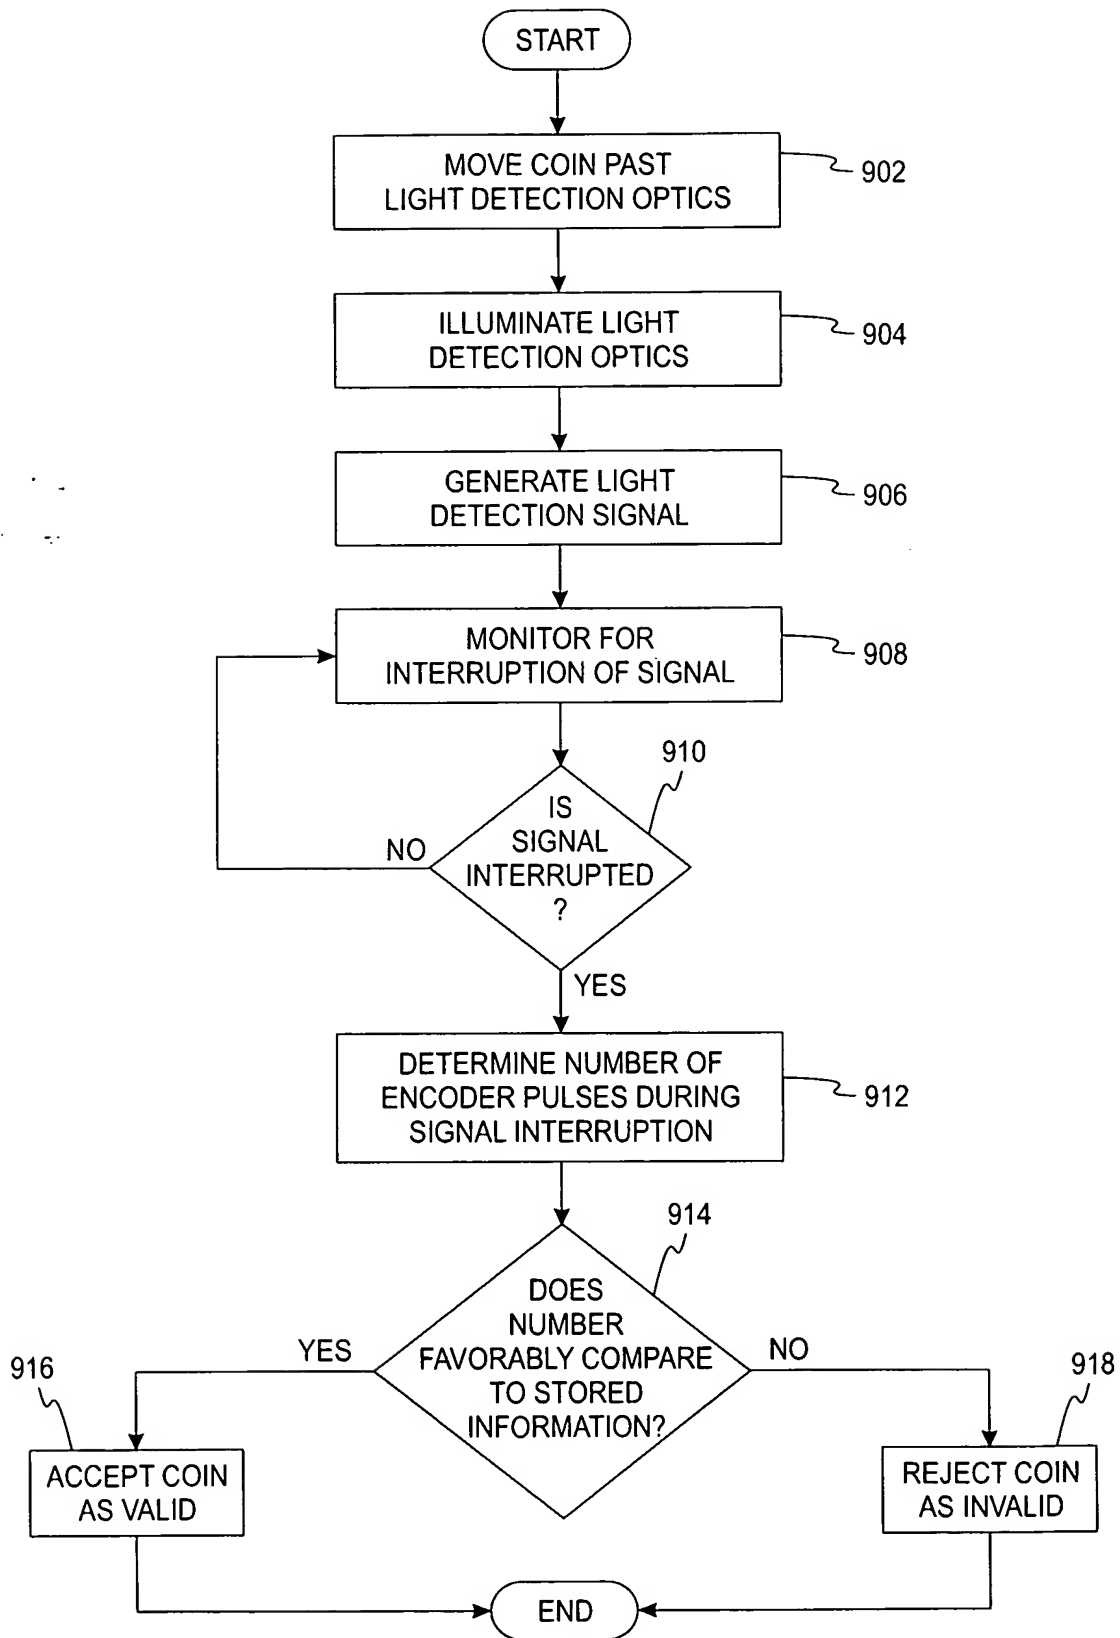 START
MOVE COIN PAST
LIGHT DETECTION OPTICS
902
ILLUMINATE LIGHT
DETECTION OPTICS
904
GENERATE LIGHT
DETECTION SIGNAL
906
MONITOR FOR
INTERRUPTION OF SIGNAL
908
910
IS
SIGNAL
INTERRUPTED
?
NO
YES
DETERMINE NUMBER OF
ENCODER PULSES DURING
SIGNAL INTERRUPTION
912
914
DOES
NUMBER
FAVORABLY COMPARE
TO STORED
INFORMATION?
YES
NO
916
ACCEPT COIN
AS VALID
918
REJECT COIN
AS INVALID
END